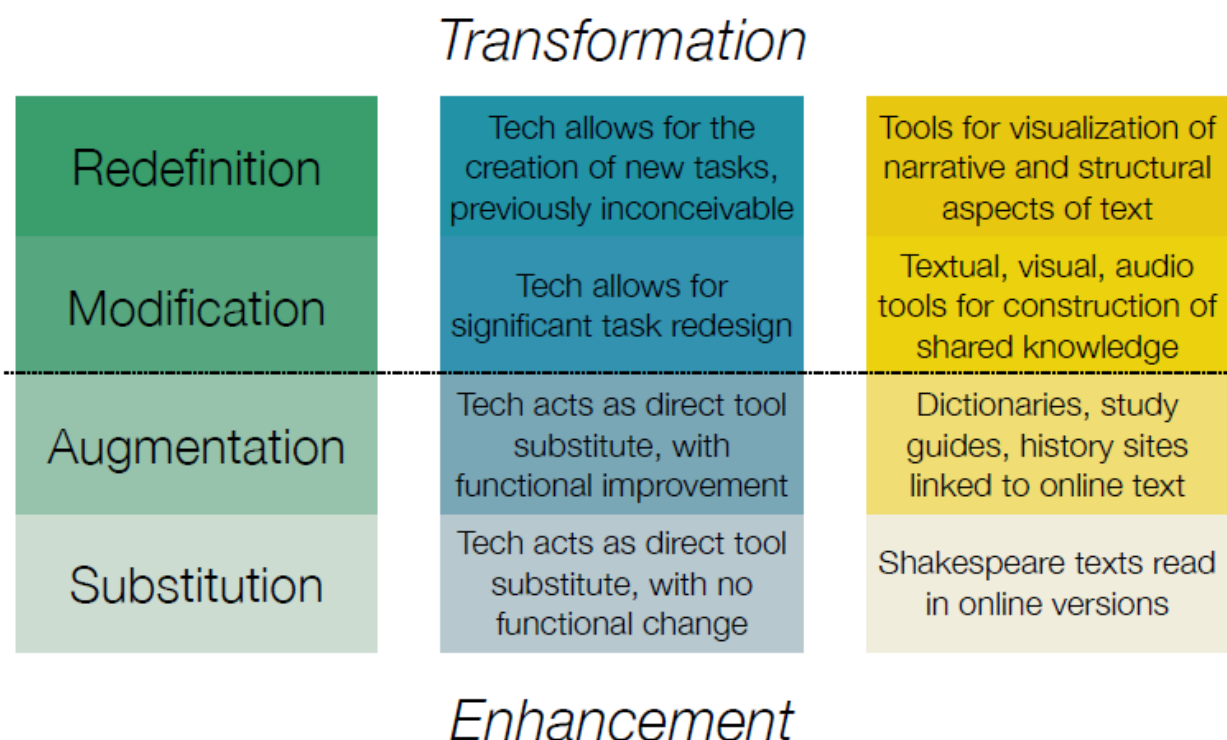 Transformation
Redefinition
Tech allows for the
creation of new tasks,
previously inconceivable
Tools for visualization of
narrative and structural
aspects of text
Modification
Tech allows for
significant task redesign
Textual, visual, audio
tools for construction of
shared knowledge
Augmentation
Tech acts as direct tool
substitute, with
functional improvement
Dictionaries, study
guides, history sites
linked to online text
Substitution
Tech acts as direct tool
substitute, with no
functional change
Shakespeare texts read
in online versions
Enhancement